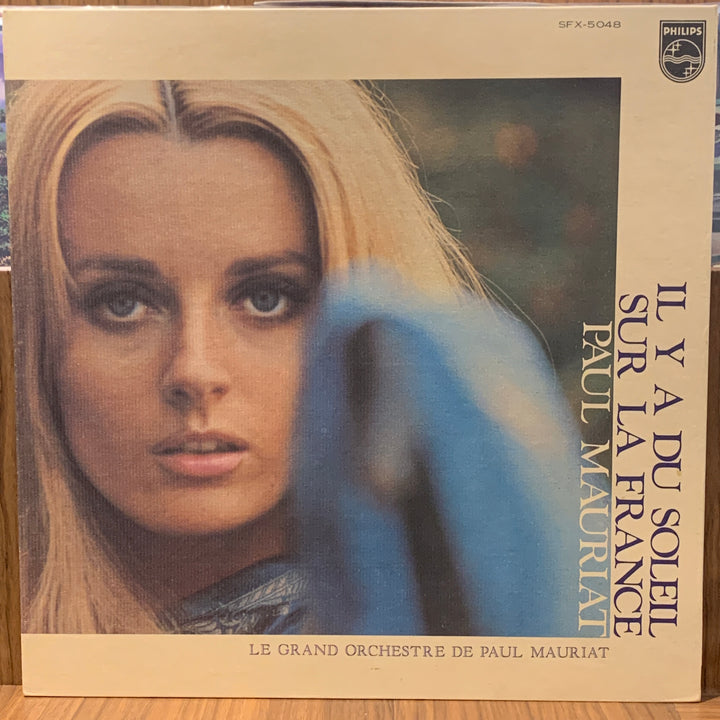 SFX-5048
PHILIPS
IL Y A DU SOLEIL
SUR LA FRANCE
PAUL MAURIAT
LE GRAND ORCHESTRE DE PAUL MAURIAT